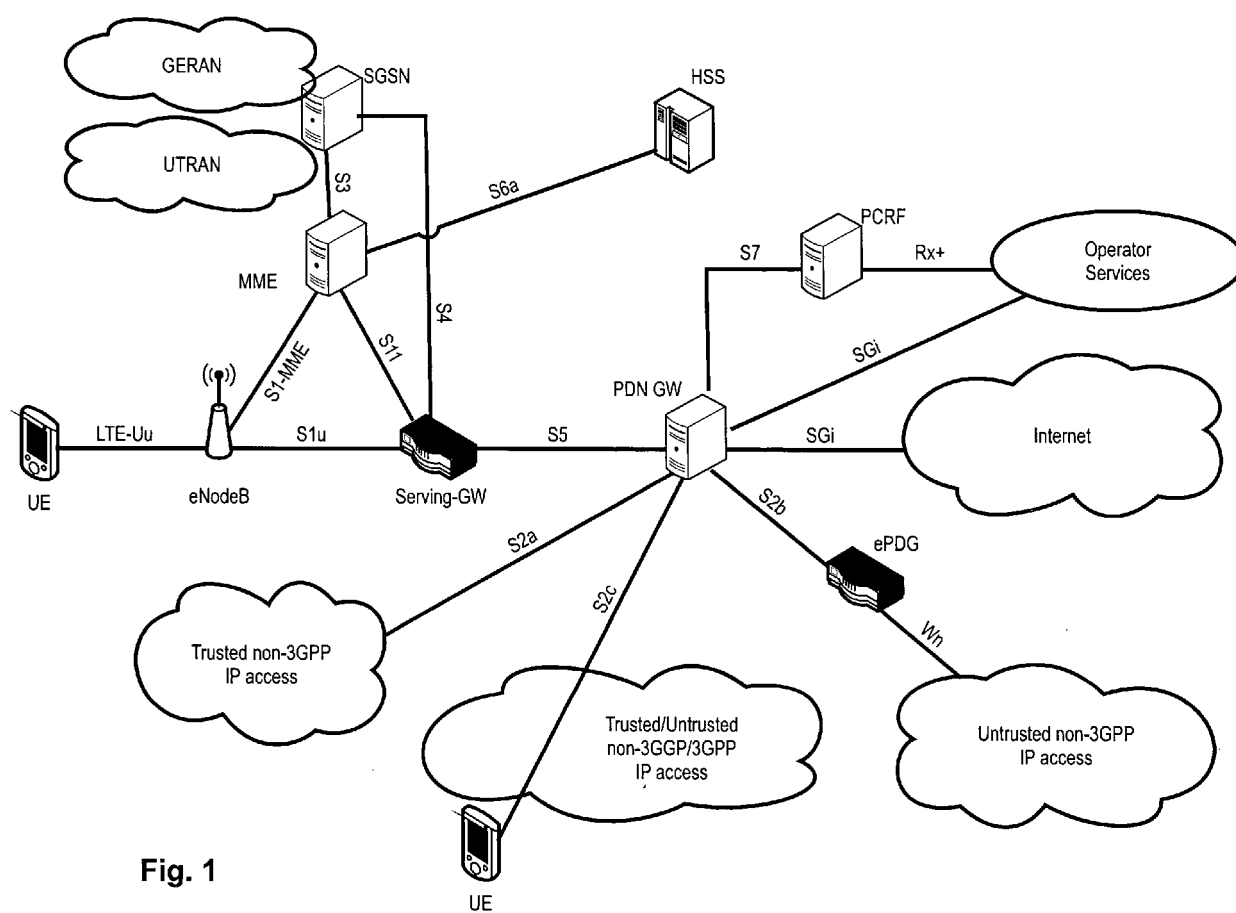 GERAN
SGSN
HSS
UTRAN
S3
S6a
PCRF
MME
S7
Rx+
Operator
Services
S4
S11
S1-MME
SGi
PDN GW
LTE-Uu
S1u
S5
SGi
Internet
UE
eNodeB
Serving-GW
S2b
ePDG
S2a
S2c
Wn
Trusted non-3GPP
IP access
Trusted/Untrusted
non-3GGP/3GPP
IP access
Untrusted non-3GPP
IP access
Fig. 1
UE